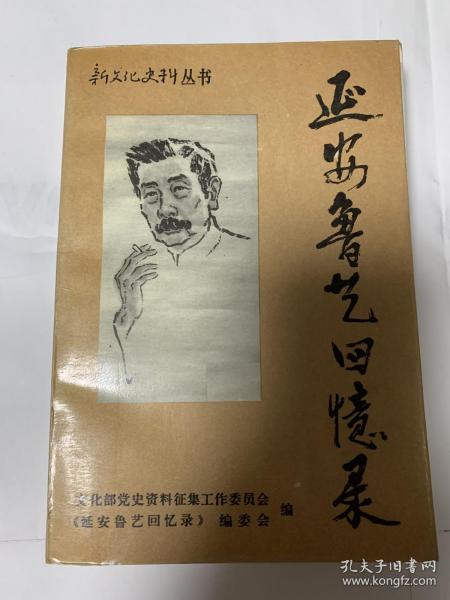 新文化史料丛书
延安鲁艺回憶录
文化部党史资料征集工作委员会
《延安鲁艺回忆录》 编委会
编
孔夫子旧书网
www.kongfz.com